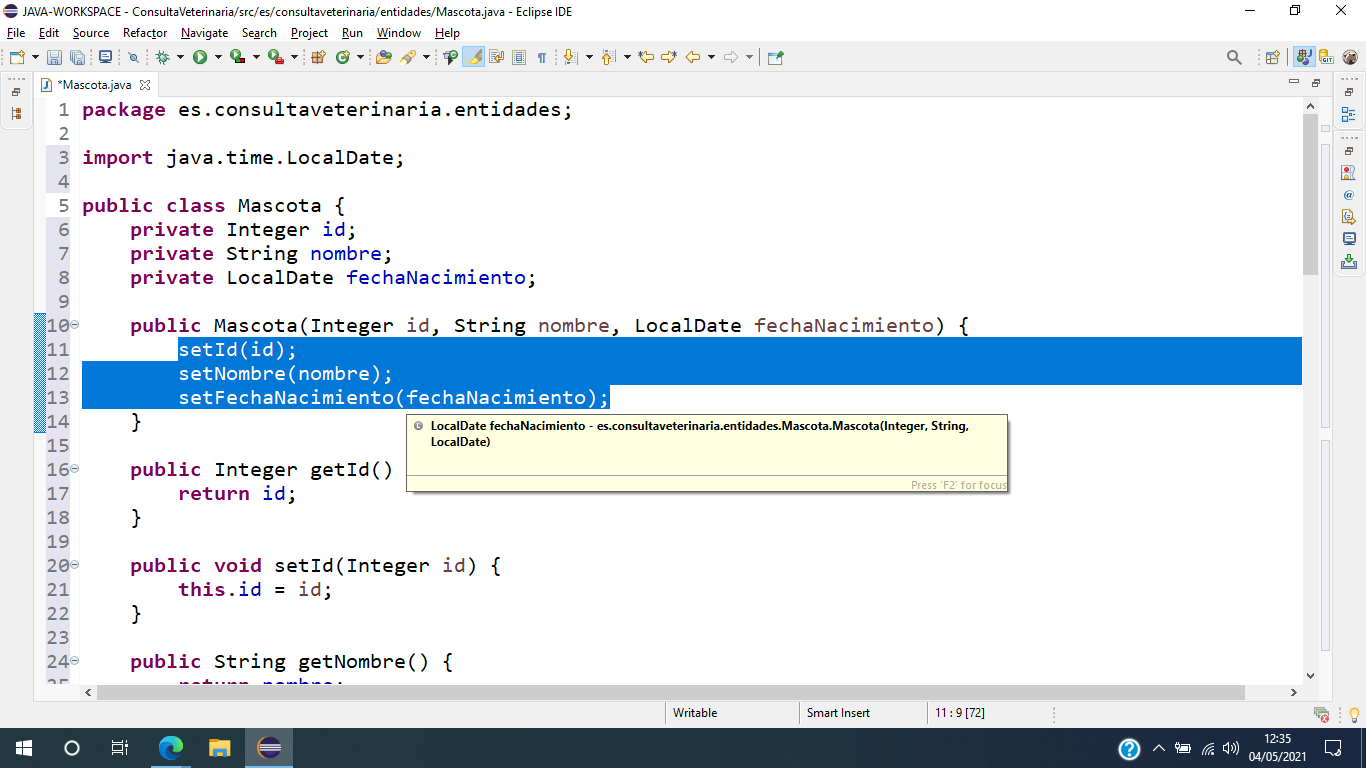 JAVA-WORKSPACE - ConsultaVeterinaria/src/es/consultaveterinaria/entidades/Mascota.java - Eclipse IDE
File Edit Source Refactor Navigate Search Project Run Window Help
*Mascota.java
1 package es.consultaveterinaria.entidades;
2
3 import java.time.LocalDate;
4
5 public class Mascota {
6 private Integer id;
7 private String nombre;
8 private LocalDate fechaNacimiento;
9
10 public Mascota(Integer id, String nombre, LocalDate fechaNacimiento) {
11 setId(id);
12 setNombre(nombre);
13 setFechaNacimiento(fechaNacimiento);
14 }
LocalDate fechaNacimiento - es.consultaveterinaria.entidades.Mascota.Mascota(Integer, String,
LocalDate)
Press 'F2' for focus
15
16 public Integer getId()
17 return id;
18 }
19
20 public void setId(Integer id) {
21 this.id = id;
22 }
23
24 public String getNombre() {
25 return nombre;
Writable Smart Insert 11 : 9 [72]
12:35
04/05/2021